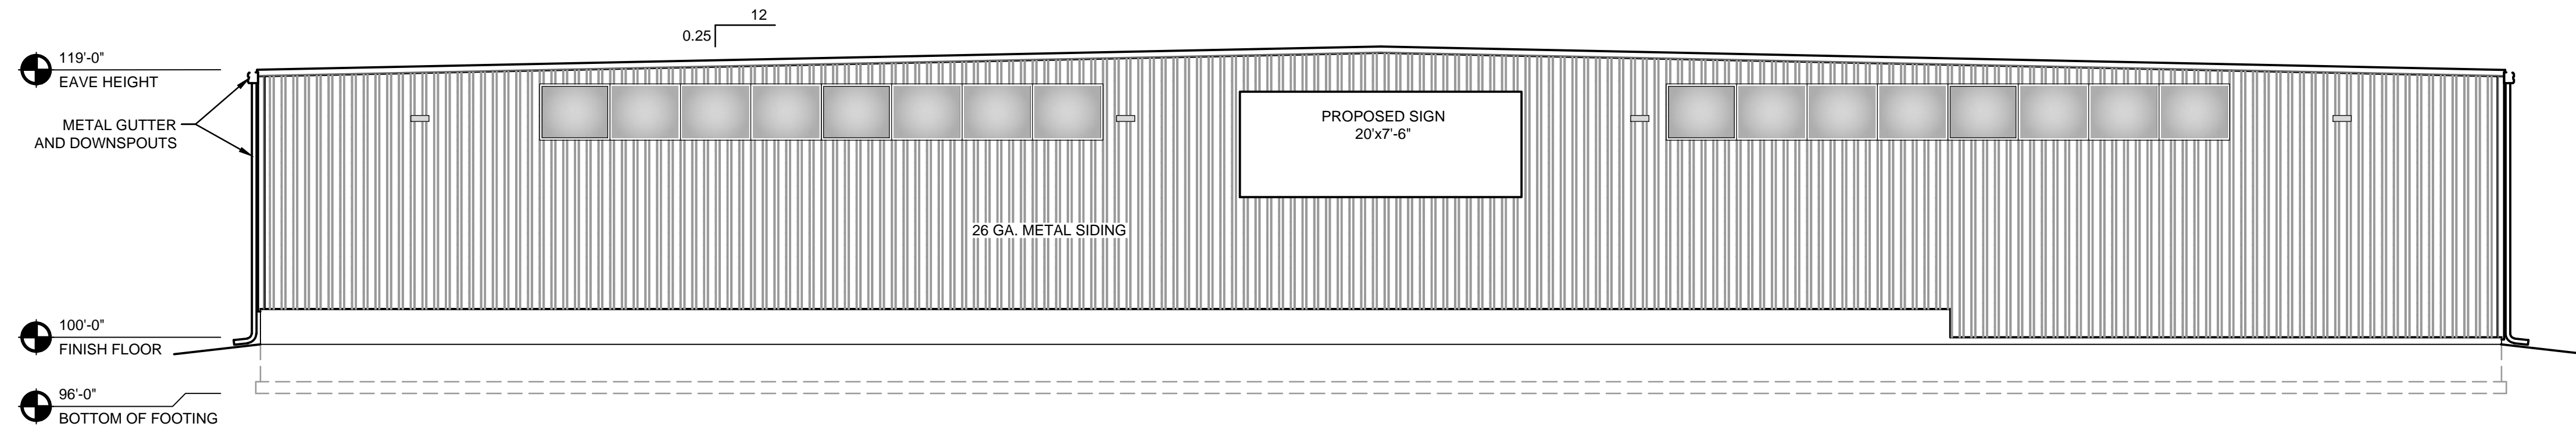 12
0.25
119'-0"
EAVE HEIGHT
METAL GUTTER
AND DOWNSPOUTS
PROPOSED SIGN
20'x7'-6"
26 GA. METAL SIDING
100'-0"
FINISH FLOOR
96'-0"
BOTTOM OF FOOTING